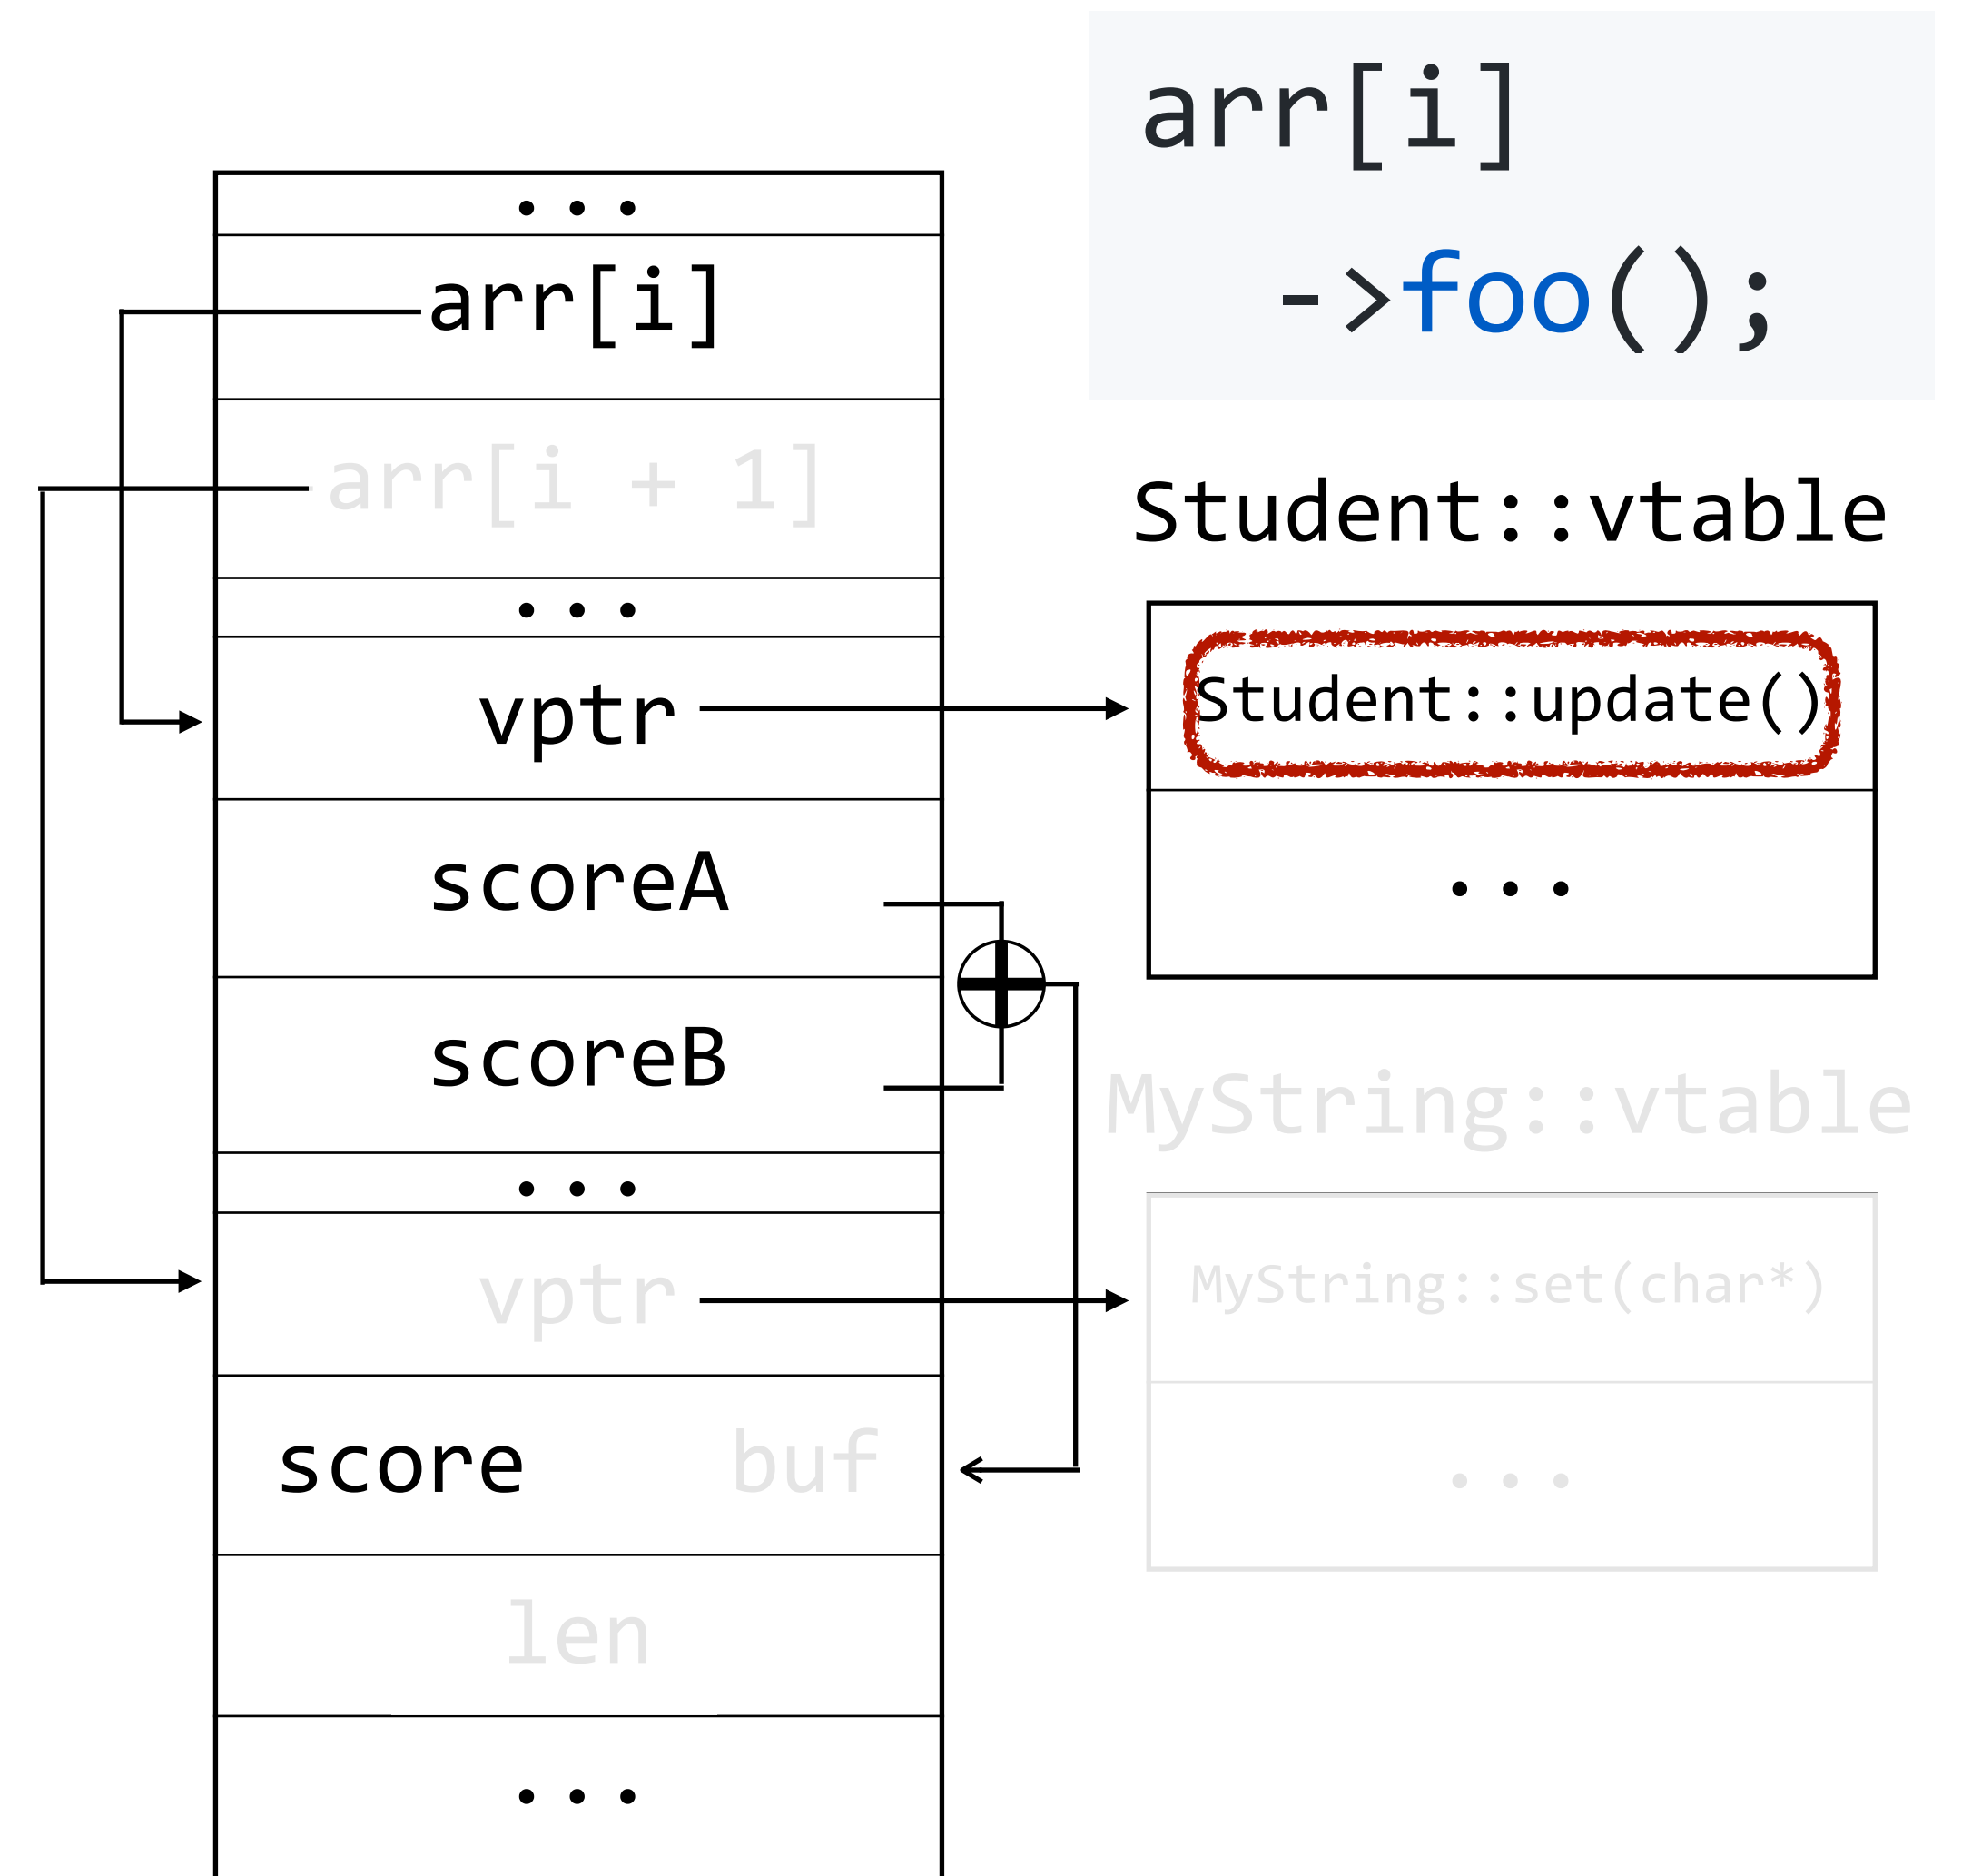 arr[i]
->foo();
...
arr[i]
arr[i + 1]
...
vptr
scoreA
scoreB
...
vptr
score buf
len
...
Student::vtable
Student::update()
...
MyString::vtable
MyString::set(char*)
...